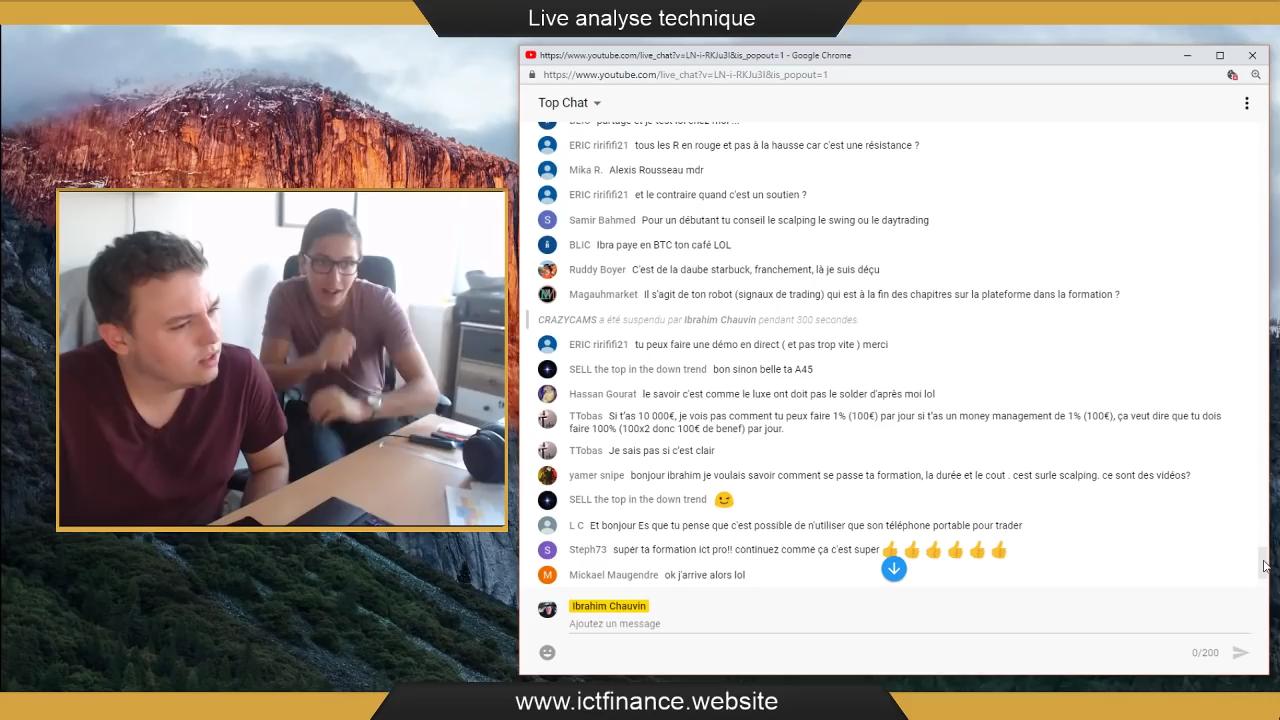 Live analyse technique
https://www.youtube.com/live_chat?v=LN-i-RKJu3I&is_popout=1 - Google Chrome
https://www.youtube.com/live_chat?v=LN-i-RKJu3I&is_popout=1
Top Chat
ERIC rirififi21 tous les R en rouge et pas à la hausse car c'est une résistance ?
Mika R. Alexis Rousseau mdr
ERIC rirififi21 et le contraire quand c'est un soutien ?
S Samir Bahmed Pour un débutant tu conseil le scalping le swing ou le daytrading
BLIC Ibra paye en BTC ton café LOL
Ruddy Boyer C'est de la daube starbuck, franchement, là je suis déçu
Magauhmarket Il s'agit de ton robot (signaux de trading) qui est à la fin des chapitres sur la plateforme dans la formation ?
CRAZYCAMS a été suspendu par Ibrahim Chauvin pendant 300 secondes.
ERIC rirififi21 tu peux faire une démo en direct ( et pas trop vite ) merci
SELL the top in the down trend bon sinon belle ta A45
Hassan Gourat le savoir c'est comme le luxe ont doit pas le solder d'après moi lol
TTobas Si t'as 10 000€, je vois pas comment tu peux faire 1% (100€) par jour si t'as un money management de 1% (100€), ça veut dire que tu dois
faire 100% (100x2 donc 100€ de benef) par jour.
TTobas Je sais pas si c'est clair
yamer snipe bonjour ibrahim je voulais savoir comment se passe ta formation, la durée et le cout . cest surle scalping. ce sont des vidéos?
SELL the top in the down trend 😉
L C Et bonjour Es que tu pense que c'est possible de n'utiliser que son téléphone portable pour trader
S Steph73 super ta formation ict pro!! continuez comme ça c'est super 👍👍👍👍👍👍
M Mickael Maugendre ok j'arrive alors lol
Ibrahim Chauvin
Ajoutez un message
0/200
www.ictfinance.website